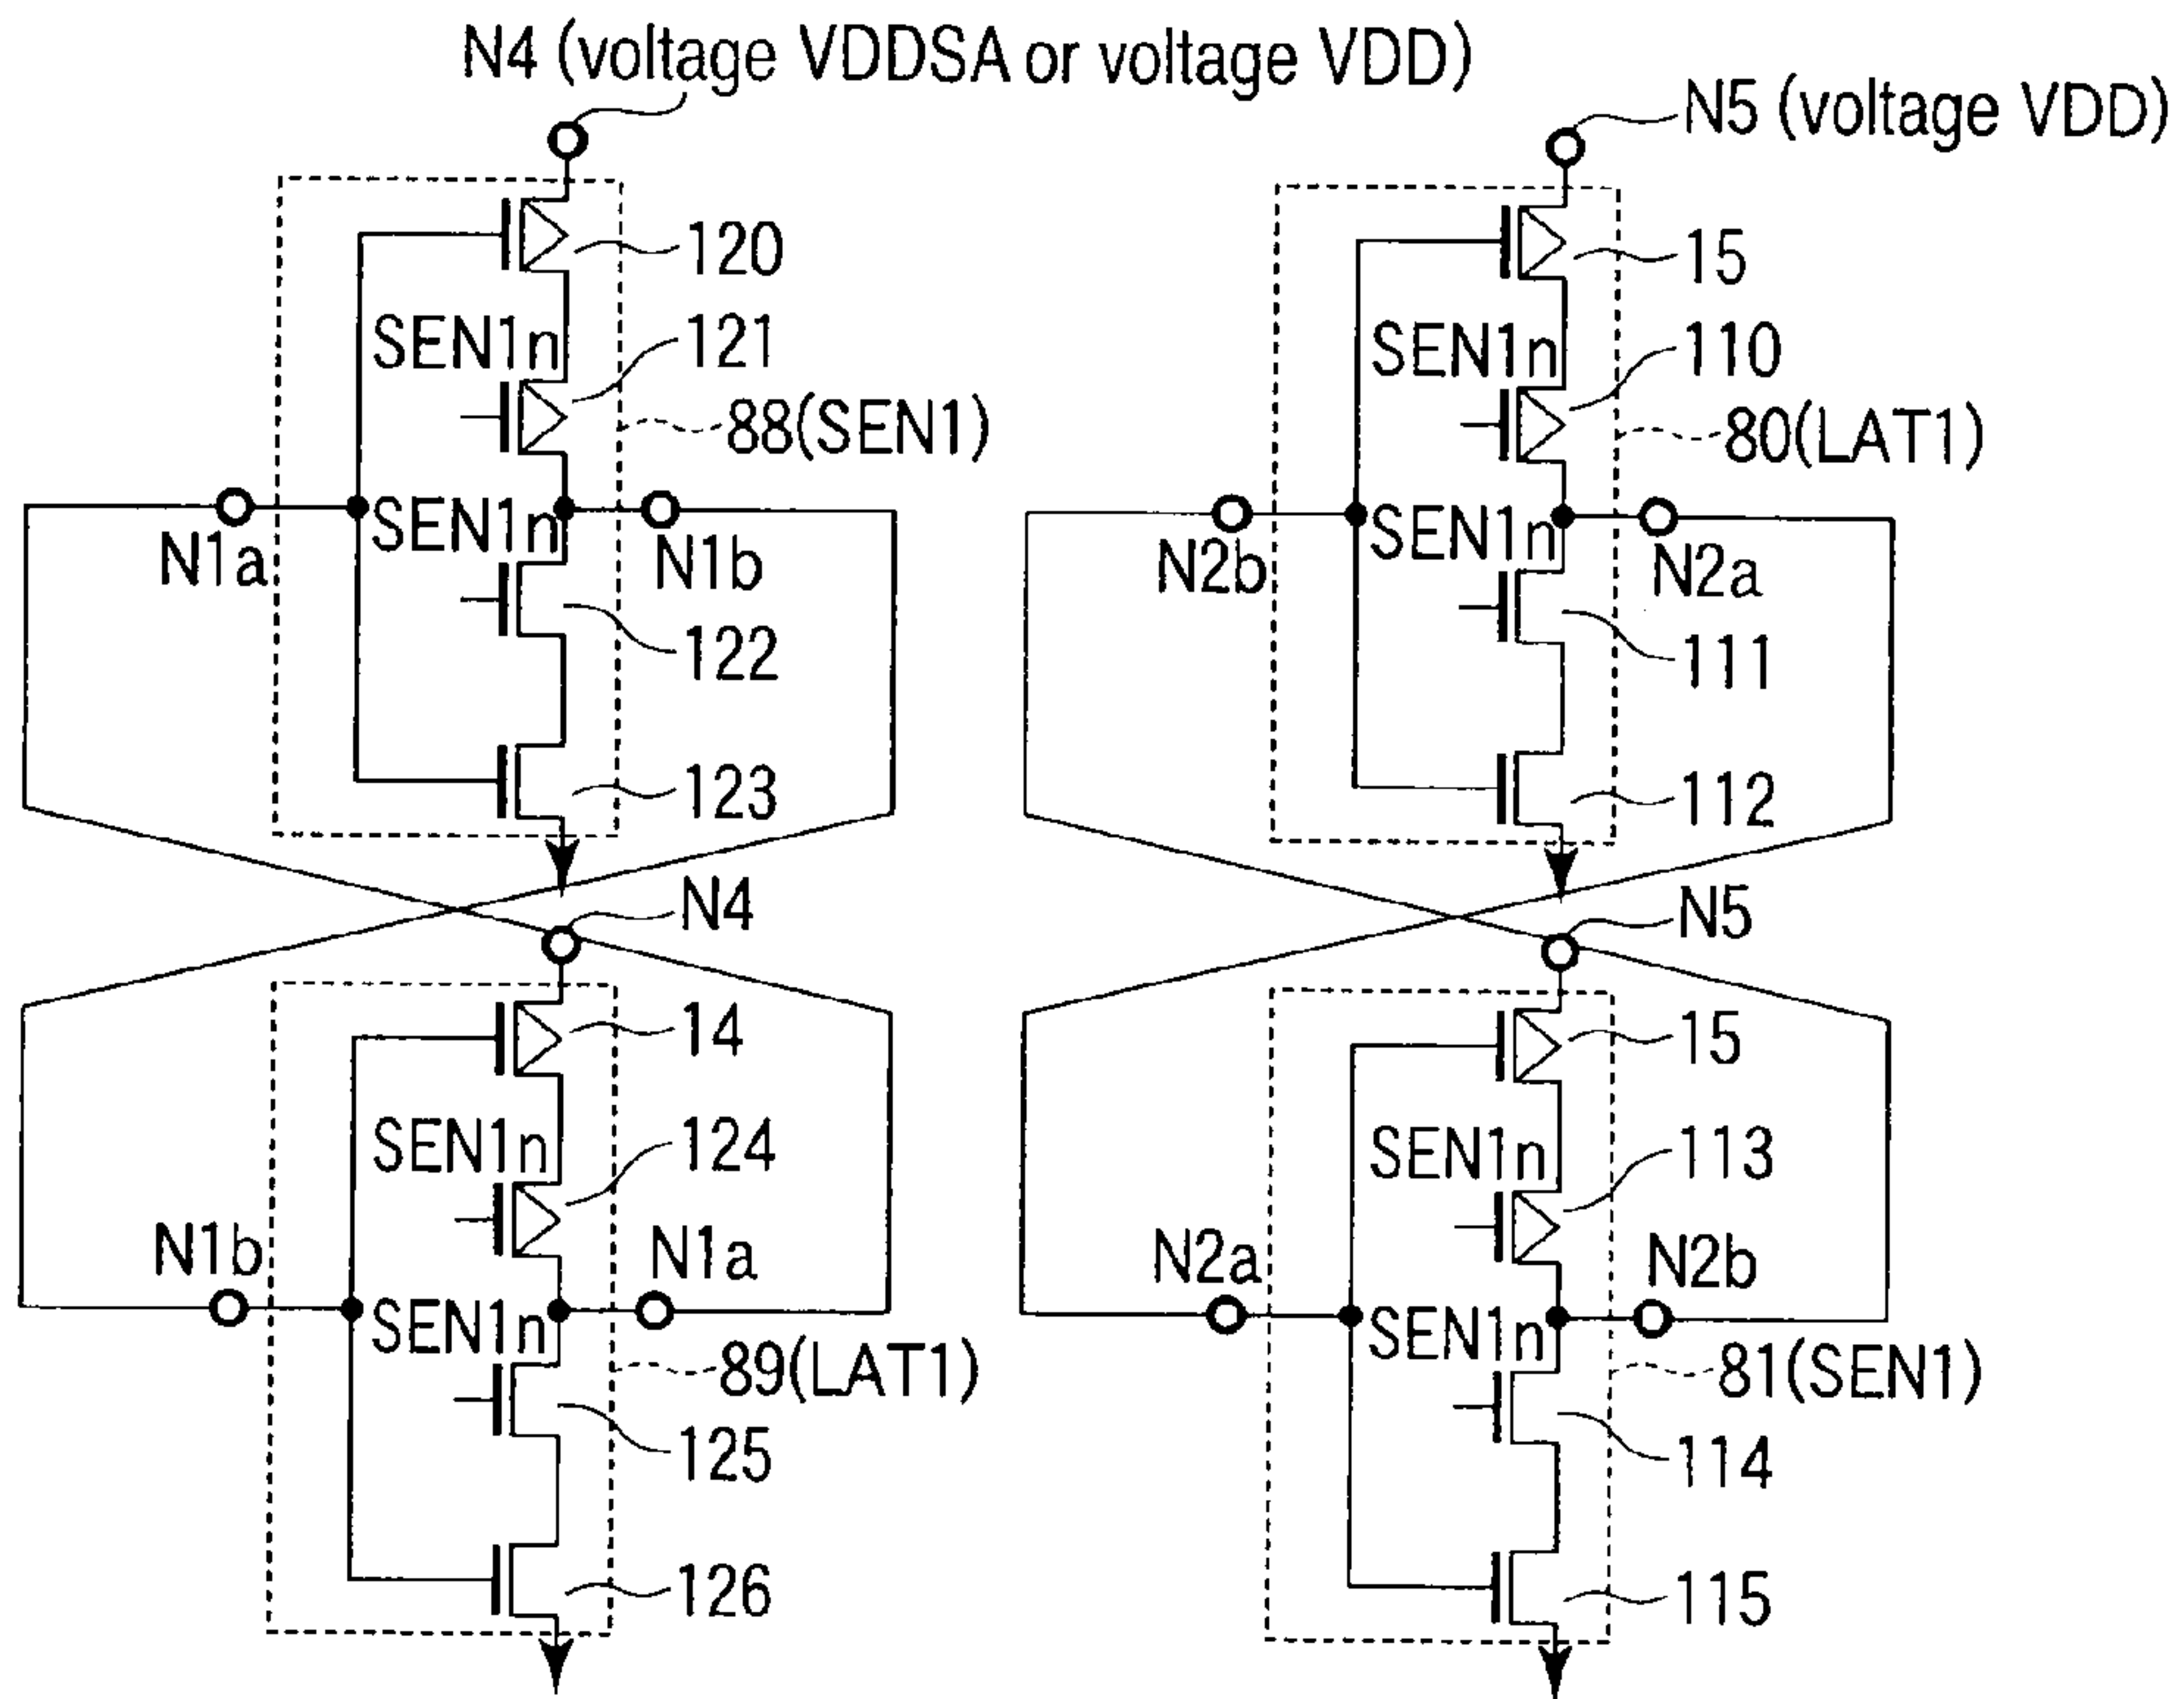 N4 (voltage VDDSA or voltage VDD)
N5 (voltage VDD)
120
15
SEN1n
121
SEN1n
110
88(SEN1)
80(LAT1)
N1a
SEN1n
N1b
N2b
SEN1n
N2a
122
111
123
112
N4
N5
14
15
SEN1n
124
SEN1n
113
N1b
SEN1n
N1a
N2a
SEN1n
N2b
89(LAT1)
81(SEN1)
125
114
126
115